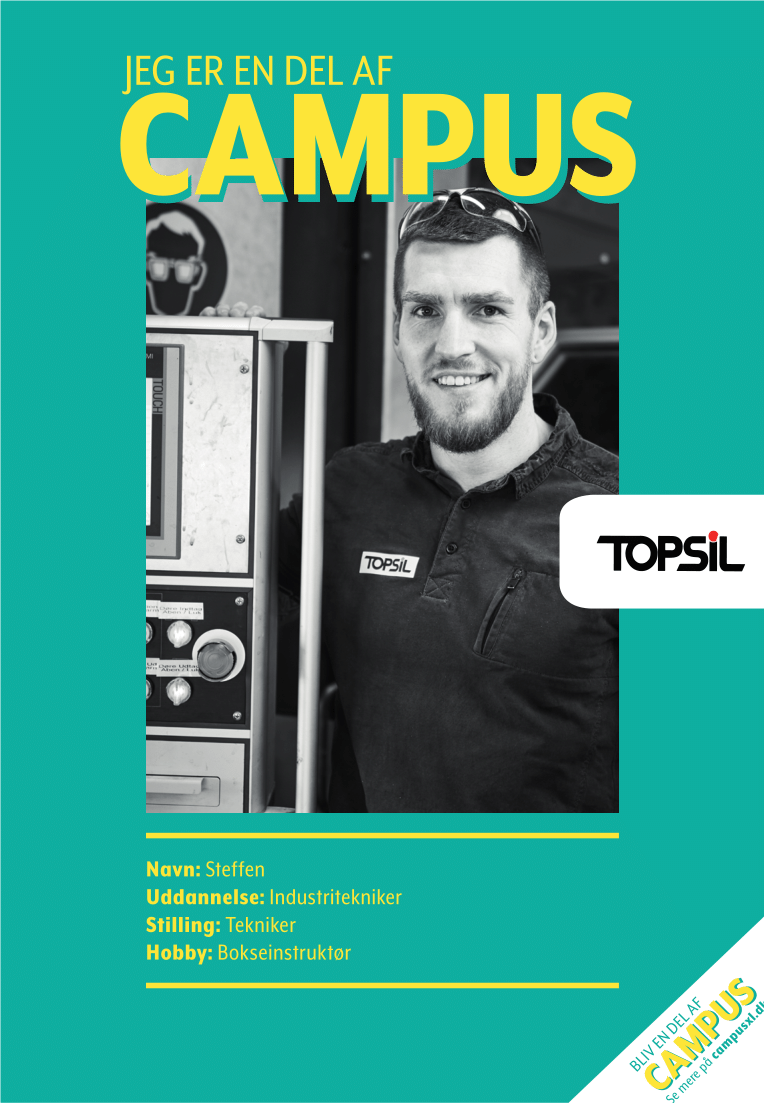 JEG ER EN DEL AF
CAMPUS
TOUCH
TOPSiL
TOPSiL
Navn: Steffen
Uddannelse: Industritekniker
Stilling: Tekniker
Hobby: Bokseinstruktør
BLIV EN DEL AF
CAMPUS
Se mere på campusxl.dk